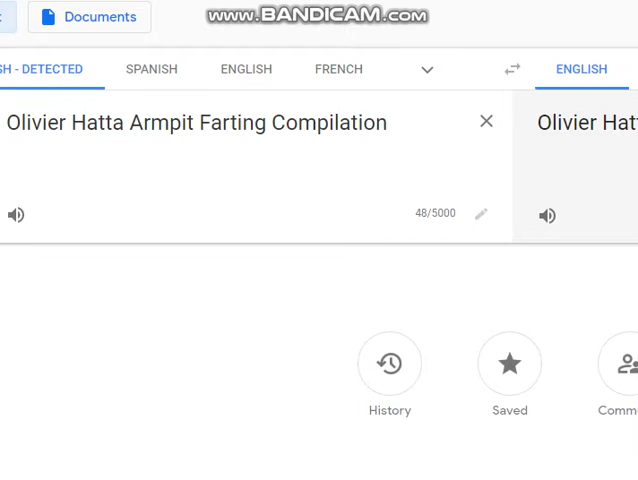 t Documents www.BANDICAM.com
SH - DETECTED SPANISH ENGLISH FRENCH ENGLISH
Olivier Hatta Armpit Farting Compilation Olivier Hatt
48/5000
History Saved Commu